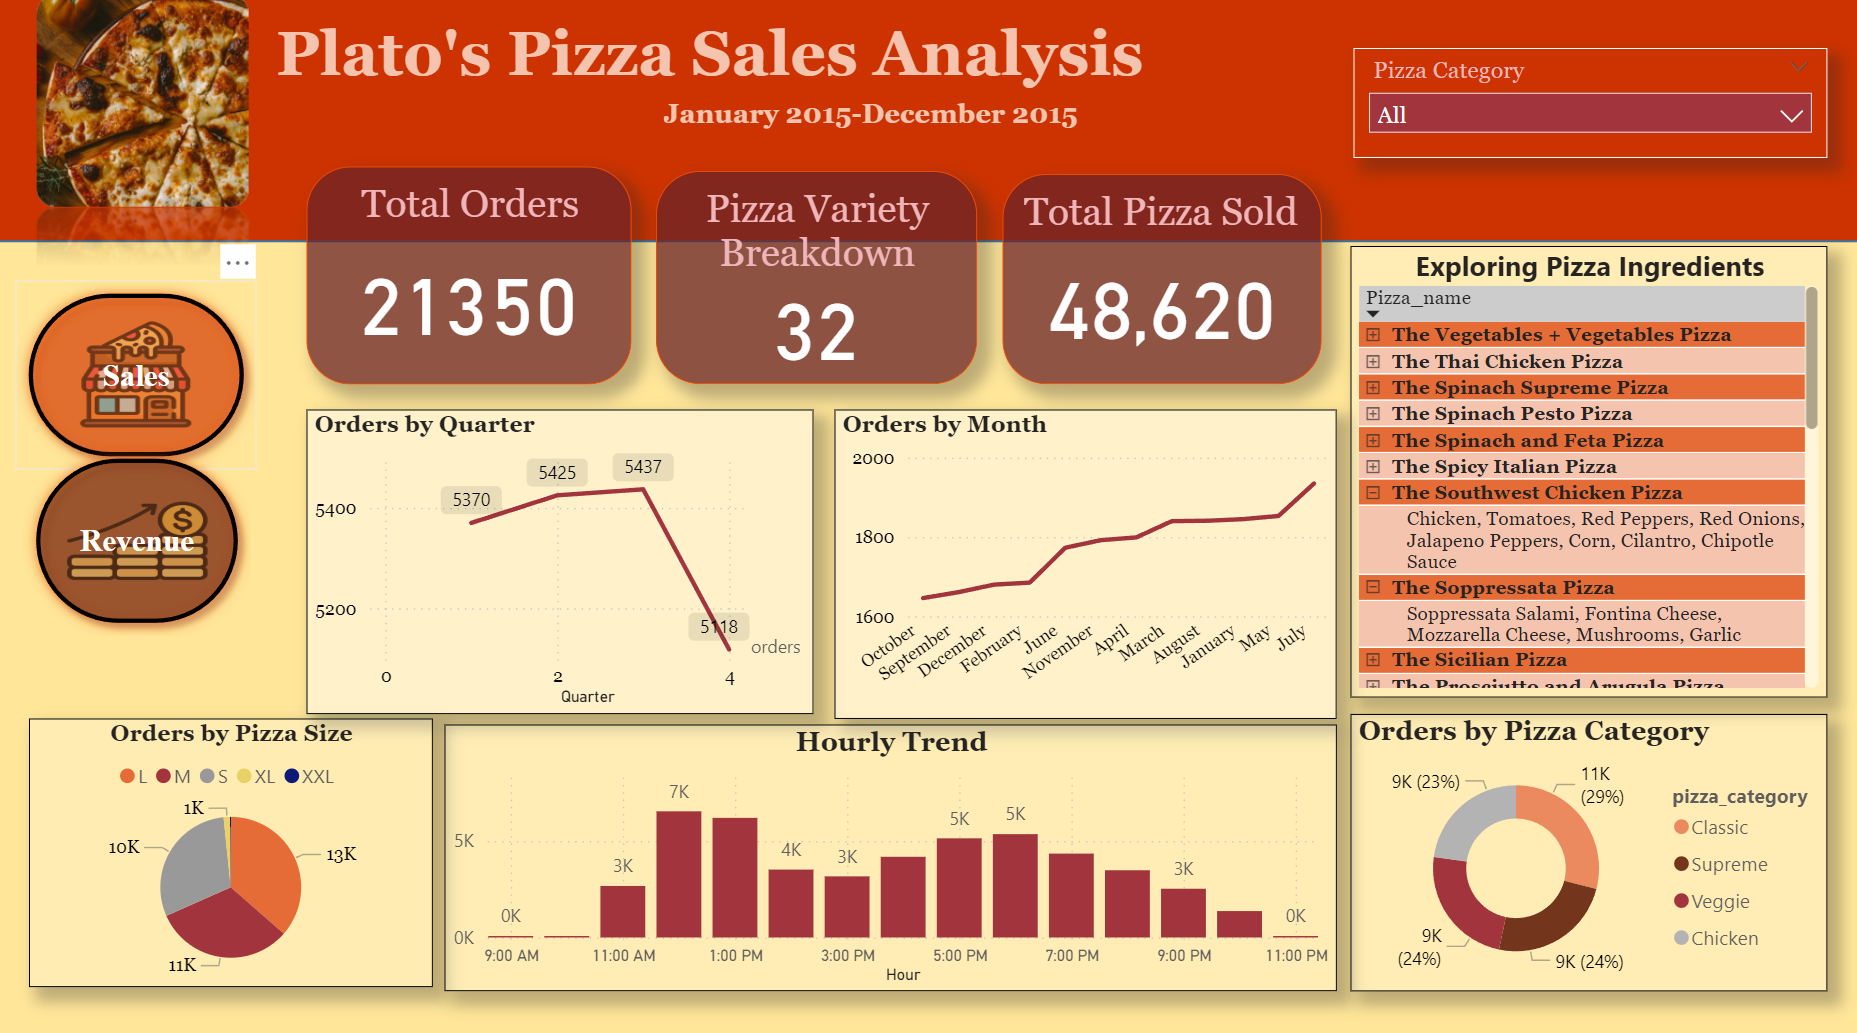 Plato's Pizza Sales Analysis
January 2015-December 2015
Pizza Category
All
Total Orders
21350
Pizza Variety
Breakdown
32
Total Pizza Sold
48,620
Sales
Revenue
Exploring Pizza Ingredients
Pizza_name
The Vegetables + Vegetables Pizza
The Thai Chicken Pizza
The Spinach Supreme Pizza
The Spinach Pesto Pizza
The Spinach and Feta Pizza
The Spicy Italian Pizza
The Southwest Chicken Pizza
Chicken, Tomatoes, Red Peppers, Red Onions,
Jalapeno Peppers, Corn, Cilantro, Chipotle
Sauce
The Soppressata Pizza
Soppressata Salami, Fontina Cheese,
Mozzarella Cheese, Mushrooms, Garlic
The Sicilian Pizza
The Prosciutto and Arugula Pizza
Orders by Quarter
5425
5437
5370
5400
5200
5118
orders
0 2 4
Quarter
Orders by Month
2000
1800
1600
October September December February June November April March August January May July
Orders by Pizza Size
L M S XL XXL
1K
10K
13K
11K
Hourly Trend
5K
0K
0K 3K 7K 4K 3K 5K 5K 3K 0K
9:00 AM 11:00 AM 1:00 PM 3:00 PM 5:00 PM 7:00 PM 9:00 PM 11:00 PM
Hour
Orders by Pizza Category
9K (23%)
11K
(29%)
9K
(24%)
9K (24%)
pizza_category
Classic
Supreme
Veggie
Chicken